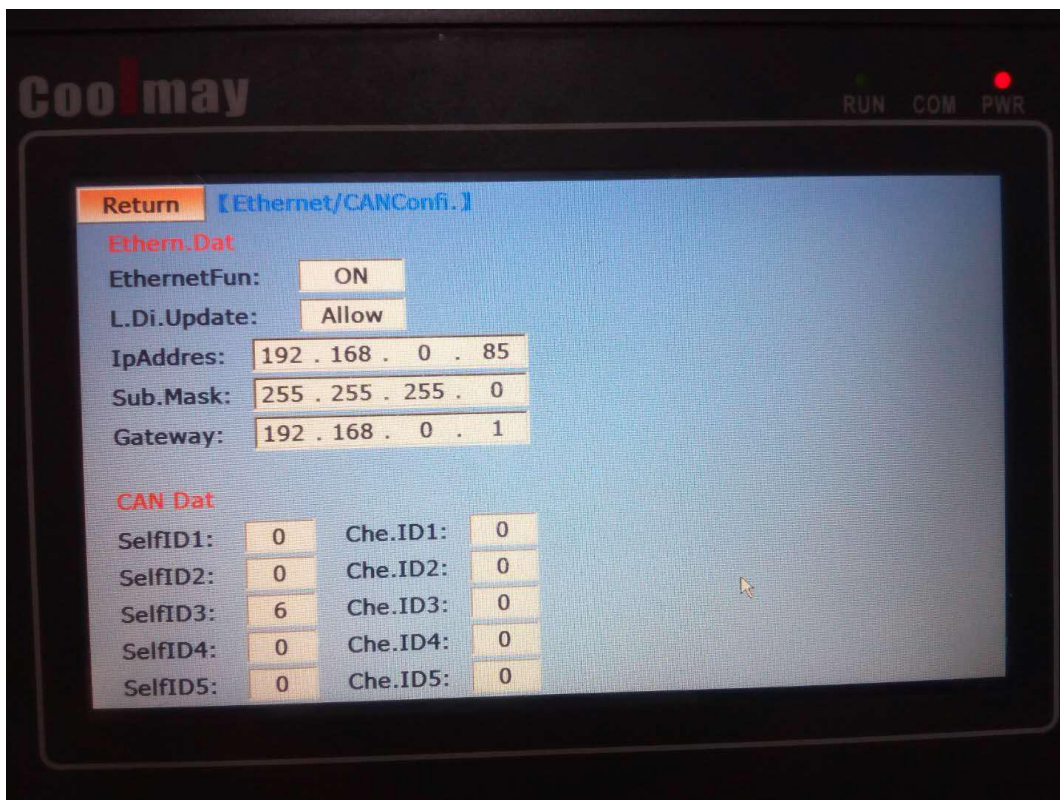 Coolmay
RUN COM PWR
Return 【Ethernet/CANConfi.】
Ethern.Dat
EthernetFun: ON
L.Di.Update: Allow
IpAddres: 192 . 168 . 0 . 85
Sub.Mask: 255 . 255 . 255 . 0
Gateway: 192 . 168 . 0 . 1
CAN Dat
SelfID1: 0 Che.ID1: 0
SelfID2: 0 Che.ID2: 0
SelfID3: 6 Che.ID3: 0
SelfID4: 0 Che.ID4: 0
SelfID5: 0 Che.ID5: 0